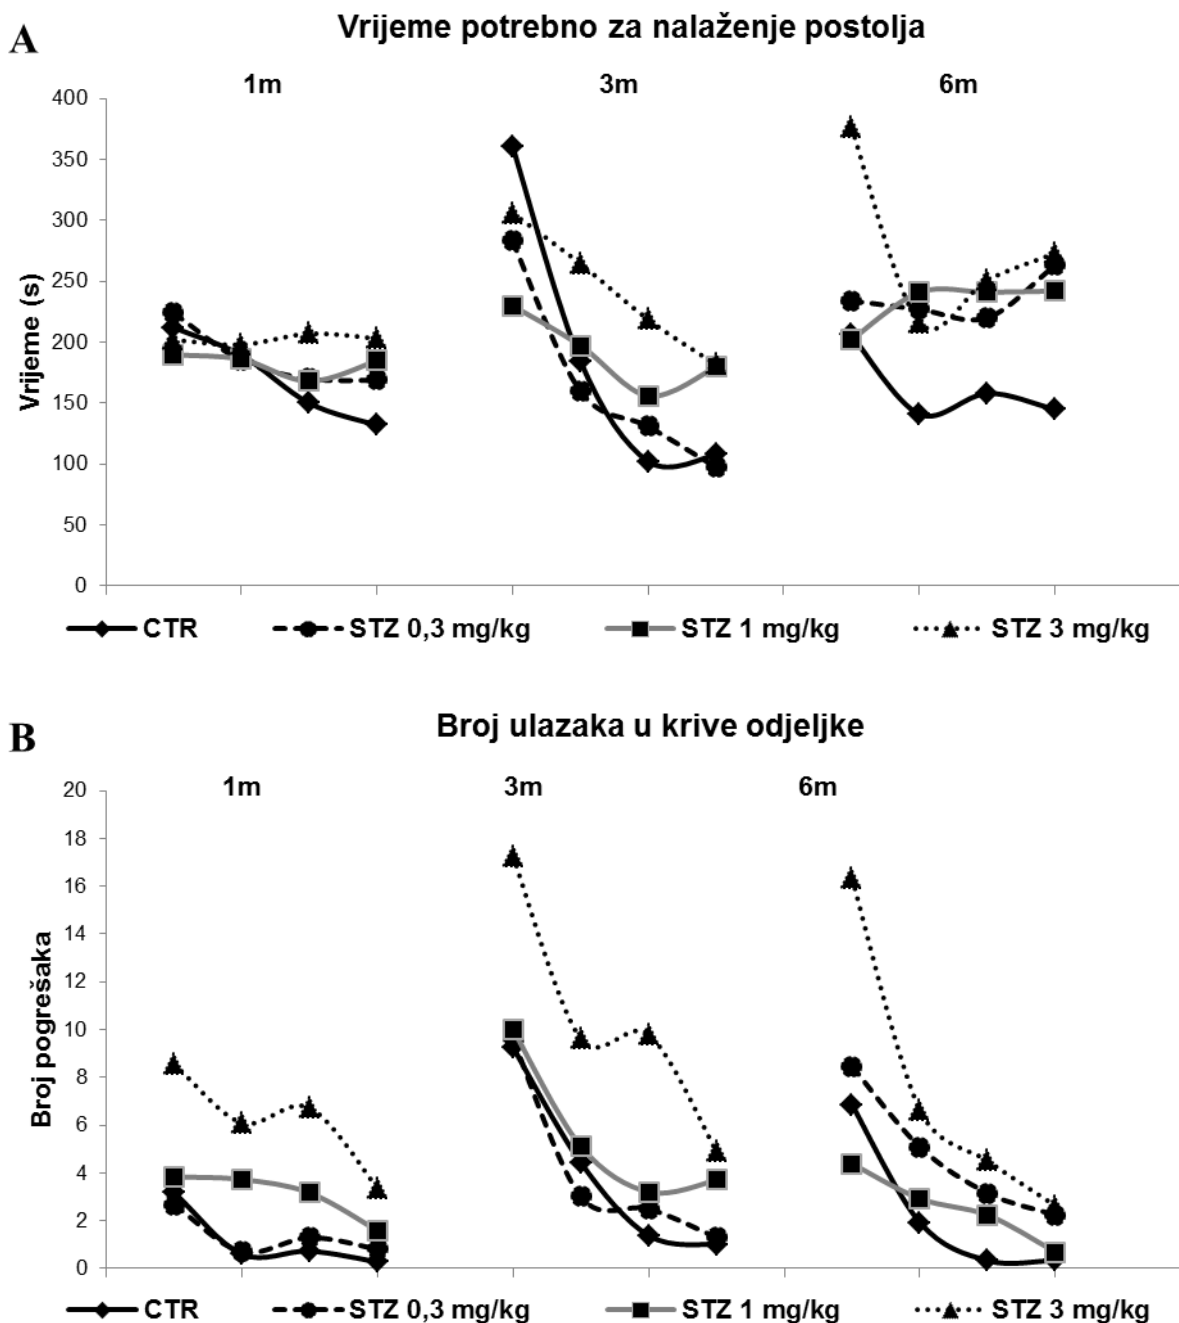 A
Vrijeme potrebno za nalaženje postolja
1m 3m 6m
400
350
300
250
200
150
100
50
0
Vrijeme (s)
CTR STZ 0,3 mg/kg STZ 1 mg/kg STZ 3 mg/kg
B
Broj ulazaka u krive odjeljke
1m 3m 6m
20
18
16
14
12
10
8
6
4
2
0
Broj pogrešaka
CTR STZ 0,3 mg/kg STZ 1 mg/kg STZ 3 mg/kg